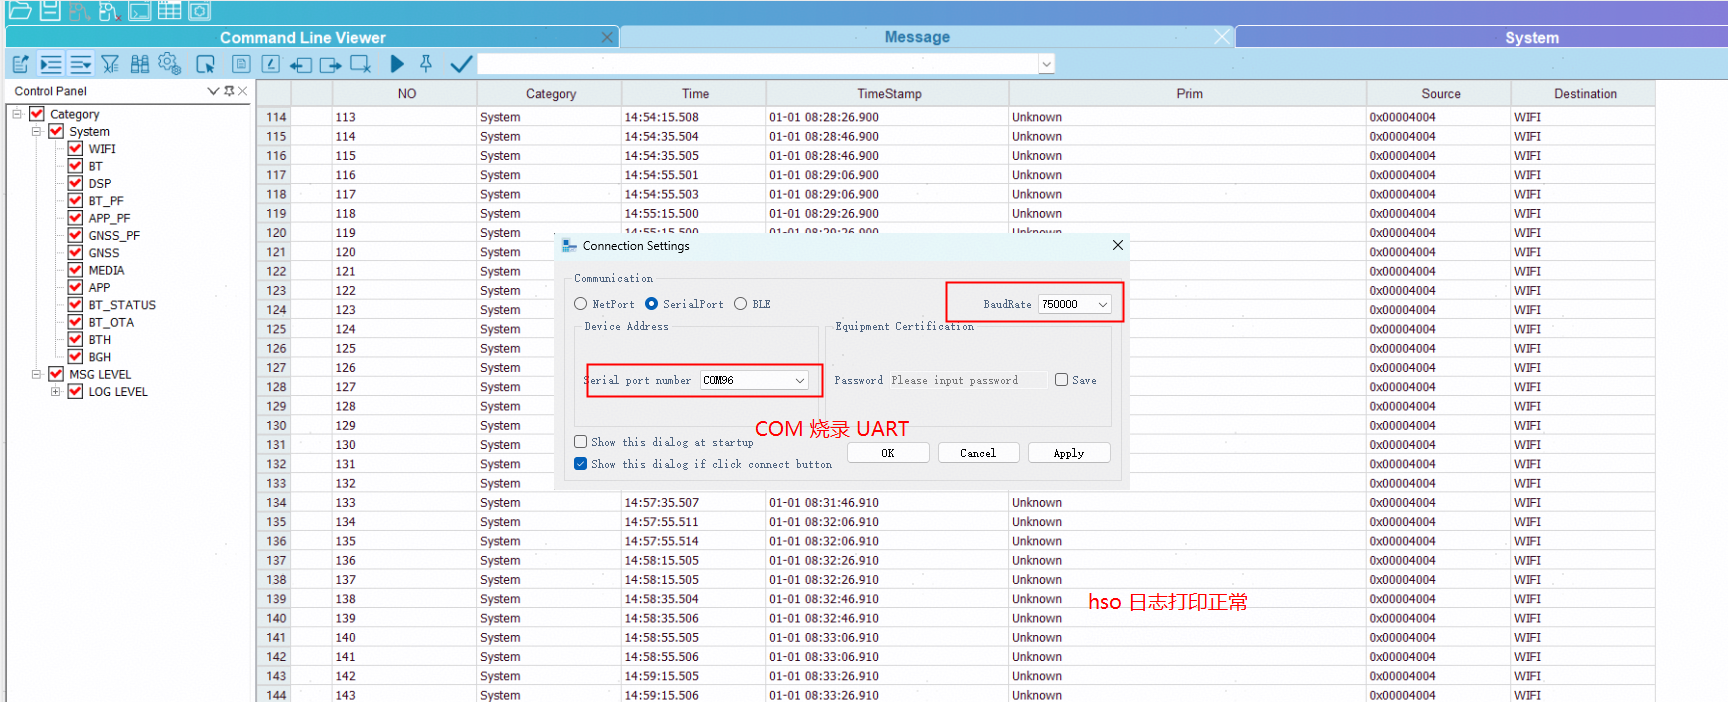 Command Line Viewer
Message
System
Control Panel
Category
System
WIFI
BT
DSP
BT_PF
APP_PF
GNSS_PF
GNSS
MEDIA
APP
BT_STATUS
BT_OTA
BTH
BGH
MSG LEVEL
LOG LEVEL
NO Category Time TimeStamp Prim Source Destination
114 113 System 14:54:15.508 01-01 08:28:26.900 Unknown 0x00004004 WIFI
115 114 System 14:54:35.504 01-01 08:28:46.900 Unknown 0x00004004 WIFI
116 115 System 14:54:35.505 01-01 08:28:46.900 Unknown 0x00004004 WIFI
117 116 System 14:54:55.501 01-01 08:29:06.900 Unknown 0x00004004 WIFI
118 117 System 14:54:55.503 01-01 08:29:06.900 Unknown 0x00004004 WIFI
119 118 System 14:55:15.500 01-01 08:29:26.900 Unknown 0x00004004 WIFI
120 119 System 14:55:15.500 01-01 08:29:26.900 Unknown 0x00004004 WIFI
121 120 System 0x00004004 WIFI
122 121 System 0x00004004 WIFI
123 122 System 0x00004004 WIFI
124 123 System 0x00004004 WIFI
125 124 System 0x00004004 WIFI
126 125 System 0x00004004 WIFI
127 126 System 0x00004004 WIFI
128 127 System 0x00004004 WIFI
129 128 System 0x00004004 WIFI
130 129 System 0x00004004 WIFI
131 130 System 0x00004004 WIFI
132 131 System 0x00004004 WIFI
133 132 System 0x00004004 WIFI
134 133 System 14:57:35.507 01-01 08:31:46.910 Unknown 0x00004004 WIFI
135 134 System 14:57:55.511 01-01 08:32:06.910 Unknown 0x00004004 WIFI
136 135 System 14:57:55.514 01-01 08:32:06.910 Unknown 0x00004004 WIFI
137 136 System 14:58:15.505 01-01 08:32:26.910 Unknown 0x00004004 WIFI
138 137 System 14:58:15.505 01-01 08:32:26.910 Unknown 0x00004004 WIFI
139 138 System 14:58:35.504 01-01 08:32:46.910 Unknown 0x00004004 WIFI
140 139 System 14:58:35.506 01-01 08:32:46.910 Unknown 0x00004004 WIFI
141 140 System 14:58:55.505 01-01 08:33:06.910 Unknown 0x00004004 WIFI
142 141 System 14:58:55.506 01-01 08:33:06.910 Unknown 0x00004004 WIFI
143 142 System 14:59:15.505 01-01 08:33:26.910 Unknown 0x00004004 WIFI
144 143 System 14:59:15.506 01-01 08:33:26.910 Unknown 0x00004004 WIFI
Connection Settings
Communication
NetPort SerialPort BLE BaudRate 750000
Device Address Equipment Certification
Serial port number COM96 Password Please input password Save
COM 烧录 UART
Show this dialog at startup
Show this dialog if click connect button
OK Cancel Apply
hso 日志打印正常